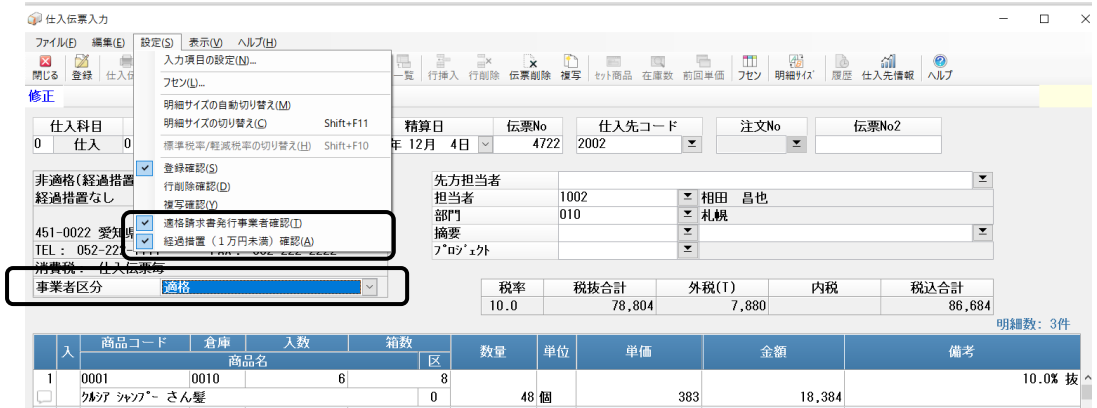 仕入伝票入力
ファイル(F) 編集(E) 設定(S) 表示(V) ヘルプ(H)
閉じる 登録 一覧 行挿入 行削除 伝票削除 複写 セット商品 在庫数 前回単価 フセン 明細サイズ 履歴 仕入先情報 ヘルプ
入力項目の設定(N)...
フセン(L)...
明細サイズの自動切り替え(M)
明細サイズの切り替え(C) Shift+F11
標準税率/軽減税率の切り替え(H) Shift+F10
登録確認(S)
行削除確認(D)
複写確認(Y)
適格請求書発行事業者確認(T)
経過措置(1万円未満)確認(A)
修正
仕入科目 精算日 伝票No 仕入先コード 注文No 伝票No2
0 仕入 0 年 12月 4日 4722 2002
非適格(経過措置
経過措置なし
451-0022 愛知県
TEL: 052-222-
消費税: 仕入伝票毎
事業者区分 適格
先方担当者
担当者 1002 相田 昌也
部門 010 札幌
摘要
プロジェクト
税率 税抜合計 外税(T) 内税 税込合計
10.0 78,804 7,880 86,684
明細数: 3件
入 商品コード 倉庫 入数 箱数 数量 単位 単価 金額 備考
商品名 区
1 0001 0010 6 8 10.0% 抜
クルシア シャンプー さん髪 0 48 個 383 18,384